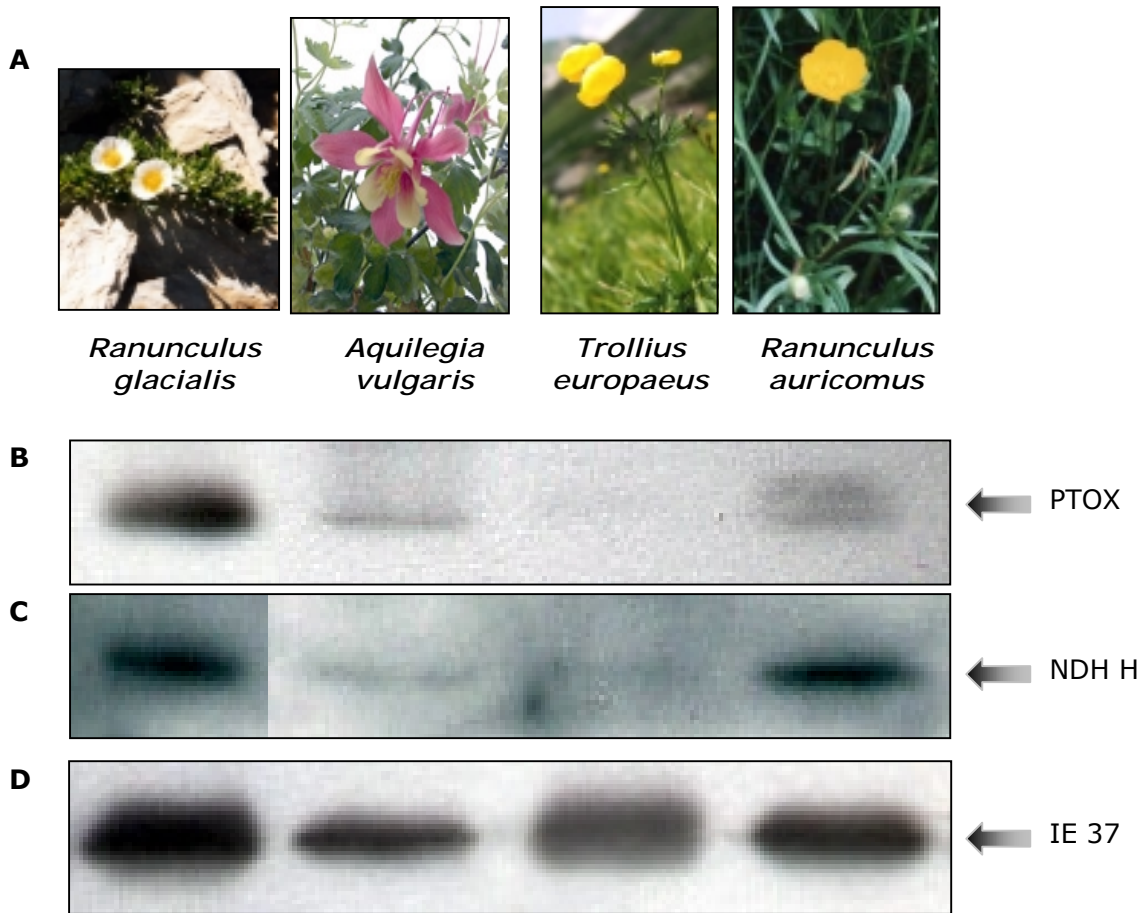 A
Ranunculus glacialis
Aquilegia vulgaris
Trollius europaeus
Ranunculus auricomus
B
PTOX
C
NDH H
D
IE 37